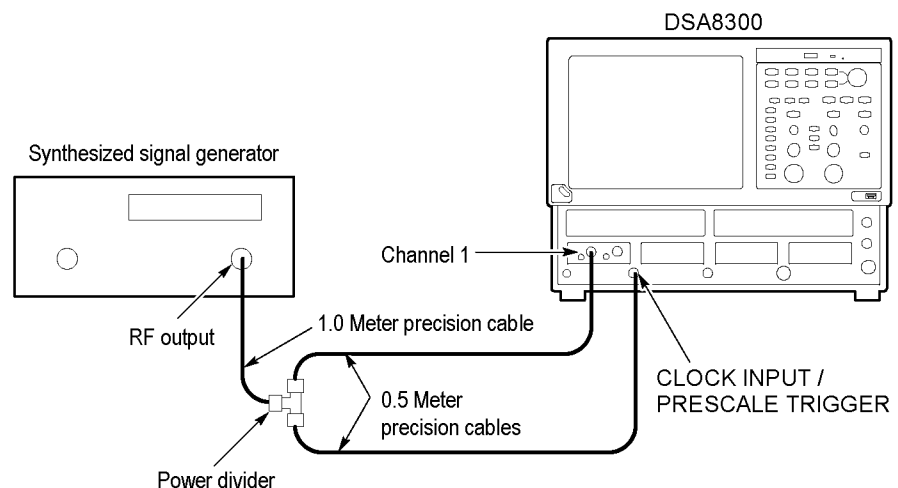 DSA8300
Synthesized signal generator
Channel 1
RF output
1.0 Meter precision cable
0.5 Meter
precision cables
CLOCK INPUT /
PRESCALE TRIGGER
Power divider